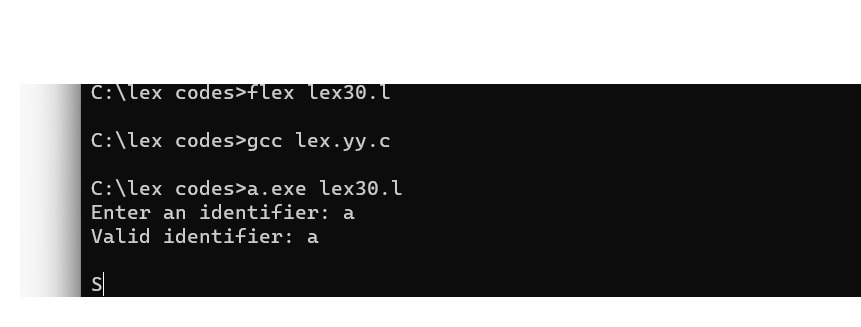 C:\lex codes>flex lex30.l
C:\lex codes>gcc lex.yy.c
C:\lex codes>a.exe lex30.l
Enter an identifier: a
Valid identifier: a
S